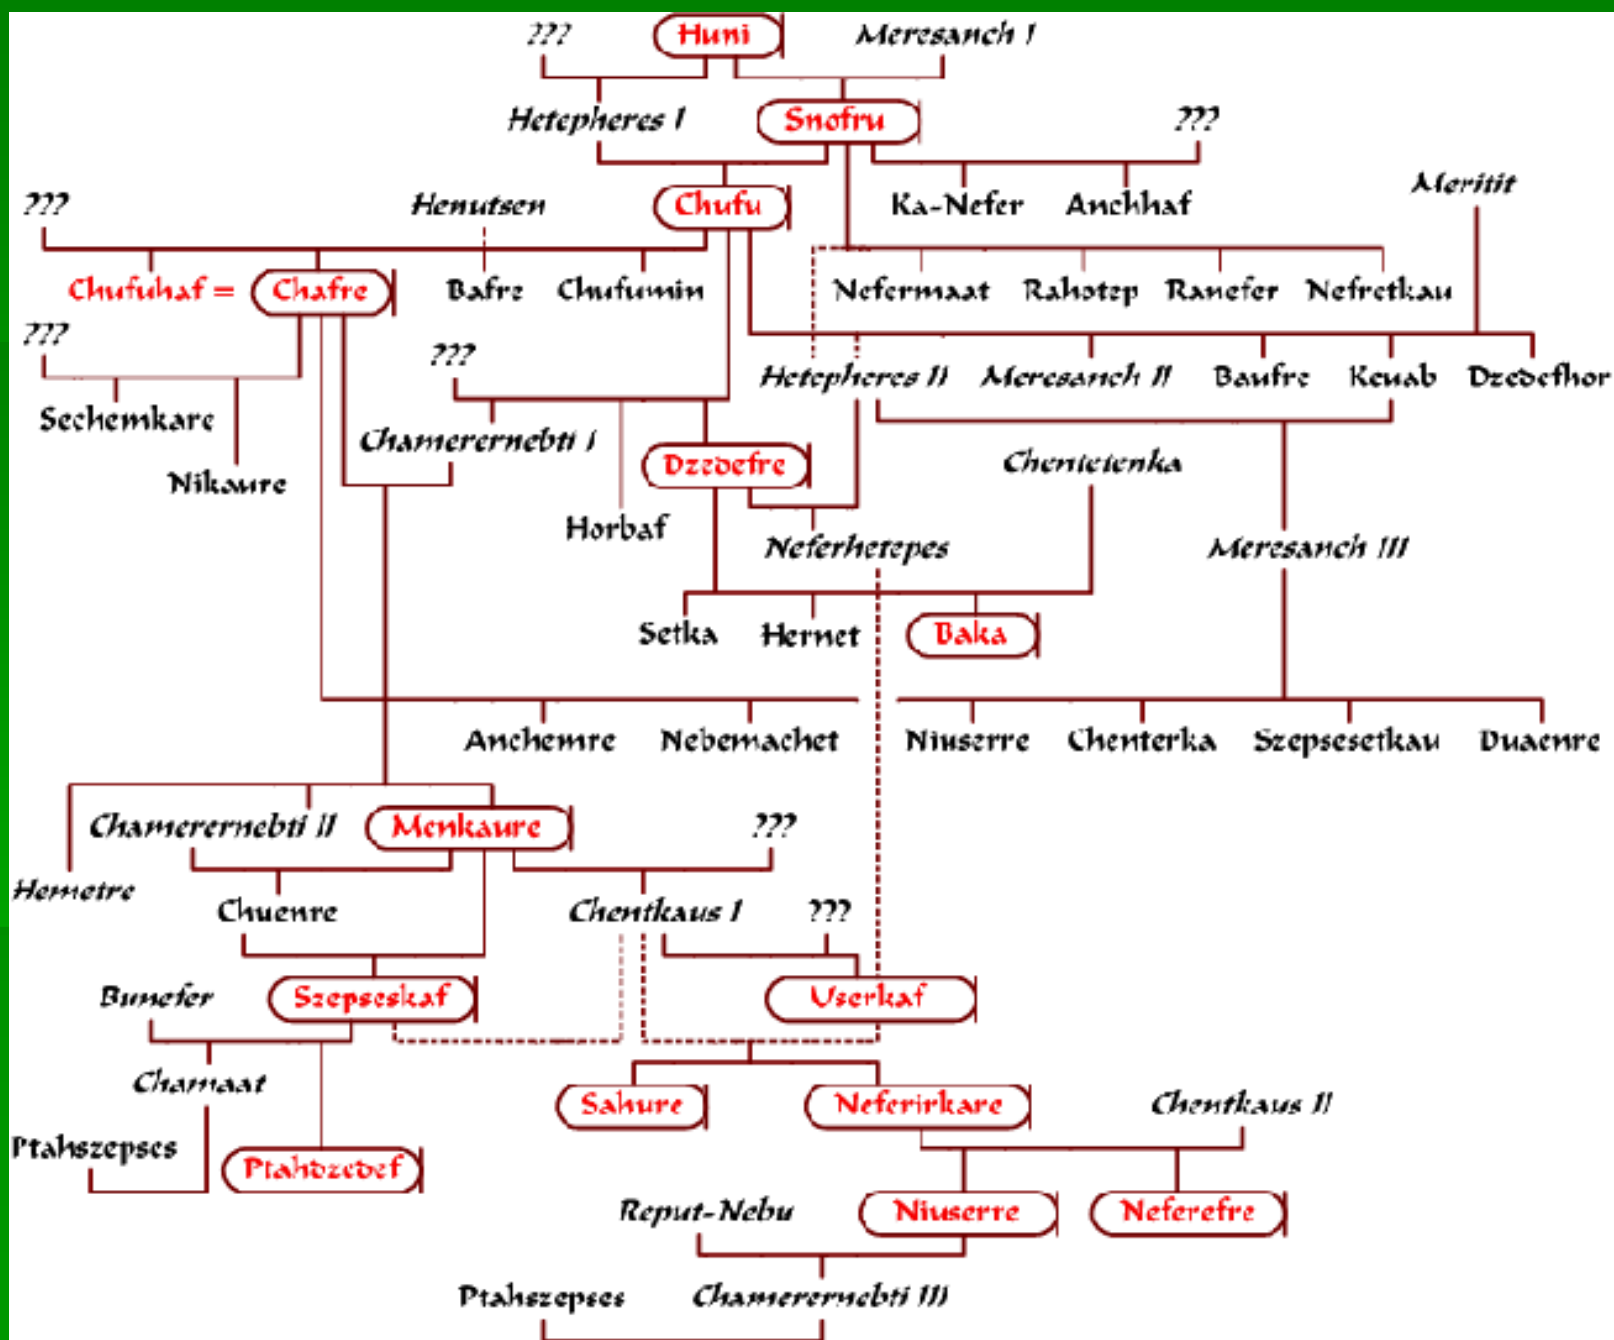 ??? Huni Meresanch I
Hetepheres I Snofru ???
??? Henutsen Chufu Ka-Nefer Anchhaf Meritit
Chufuhaf = Chafre Bafre Chufumin Nefermaat Rahotep Ranefer Nefretkau
??? ??? Hetepheres II Meresanch II Baufre Keuab Dzedefhor
Sechemkare Chamerernebti I Dzedefre Chentetenka
Nikaure Horbaf Neferhetepes Meresanch III
Setka Hernet Baka
Anchemre Nebemachet Niuserre Chenterka Szepsesetkau Duaenre
Chamerernebti II Menkaure ???
Hemetre Chuenre Chentkaus I ???
Bunefer Szepseskaf Userkaf
Chamaat Sahure Neferirkare Chentkaus II
Ptahszepses Ptahdzedef
Reput-Nebu Niuserre Neferefre
Ptahszepses Chamerernebti III